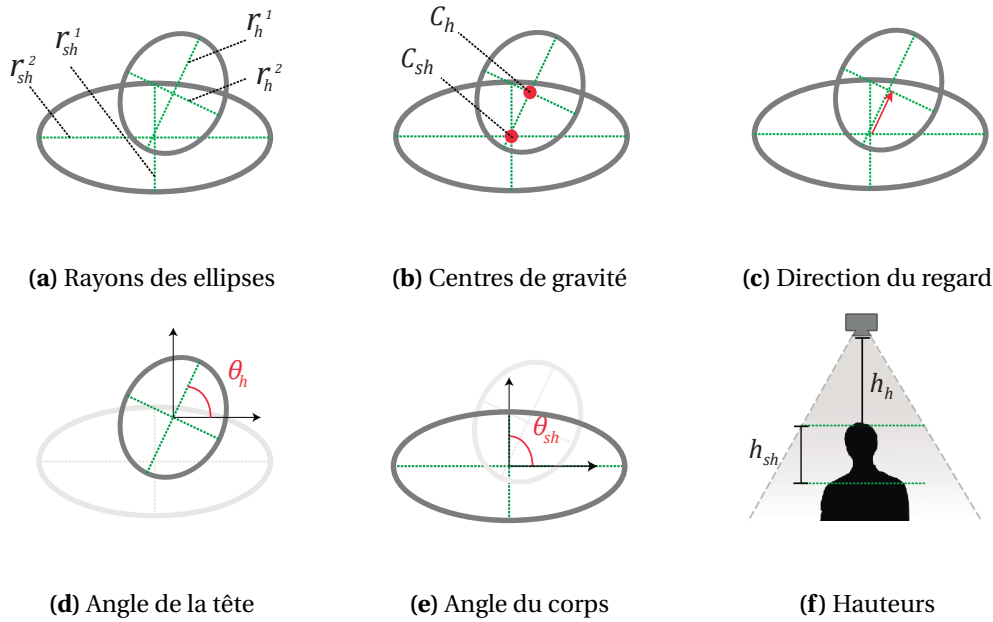 r_h^1
r_sh^1
r_sh^2
r_h^2
C_h
C_sh
(a) Rayons des ellipses
(b) Centres de gravité
(c) Direction du regard
θ_h
θ_sh
h_h
h_sh
(d) Angle de la tête
(e) Angle du corps
(f) Hauteurs